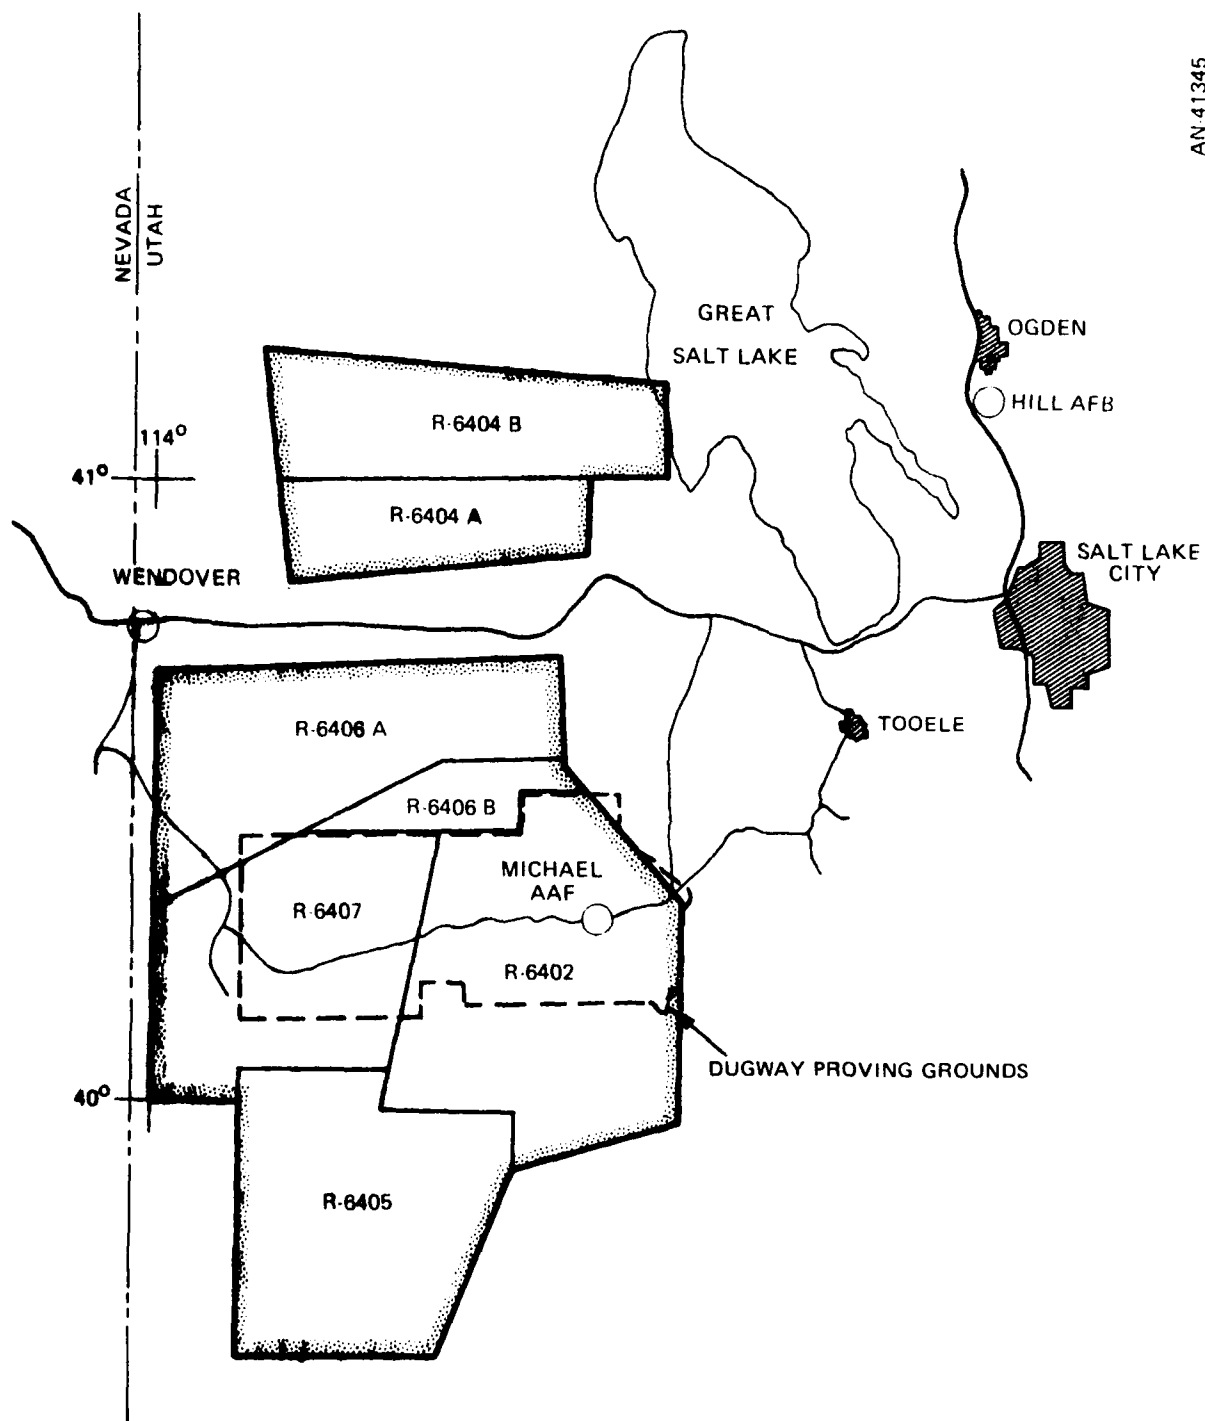 AN-41345
NEVADA
UTAH
GREAT
SALT LAKE
OGDEN
HILL AFB
R-6404 B
114°
41°
R-6404 A
SALT LAKE
CITY
WENDOVER
R-6406 A
TOOELE
R-6406 B
MICHAEL
AAF
R-6407
R-6402
DUGWAY PROVING GROUNDS
40°
R-6405